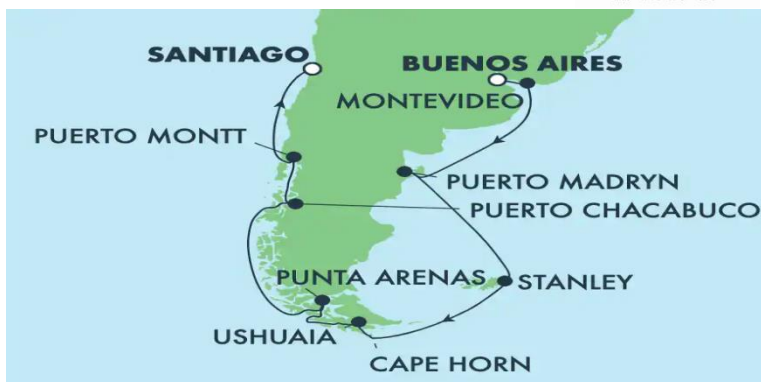 SANTIAGO
BUENOS AIRES
MONTEVIDEO
PUERTO MONTT
PUERTO MADRYN
PUERTO CHACABUCO
PUNTA ARENAS
STANLEY
USHUAIA
CAPE HORN